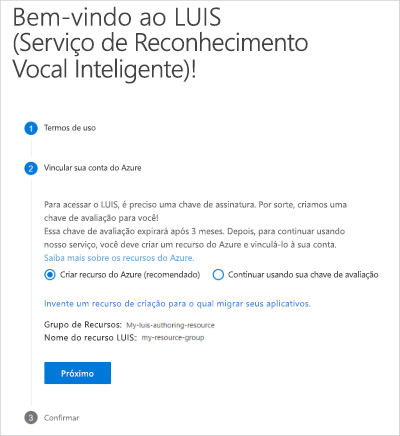 Bem-vindo ao LUIS
(Serviço de Reconhecimento
Vocal Inteligente)!
1 Termos de uso
2 Vincular sua conta do Azure
Para acessar o LUIS, é preciso uma chave de assinatura. Por sorte, criamos uma
chave de avaliação para você!
Essa chave de avaliação expirará após 3 meses. Depois, para continuar usando
nosso serviço, você deve criar um recurso do Azure e vinculá-lo à sua conta.
Saiba mais sobre os recursos do Azure.
Criar recurso do Azure (recomendado) Continuar usando sua chave de avaliação
Invente um recurso de criação para o qual migrar seus aplicativos.
Grupo de Recursos: My-luis-authoring-resource
Nome do recurso LUIS: my-resource-group
Próximo
3 Confirmar